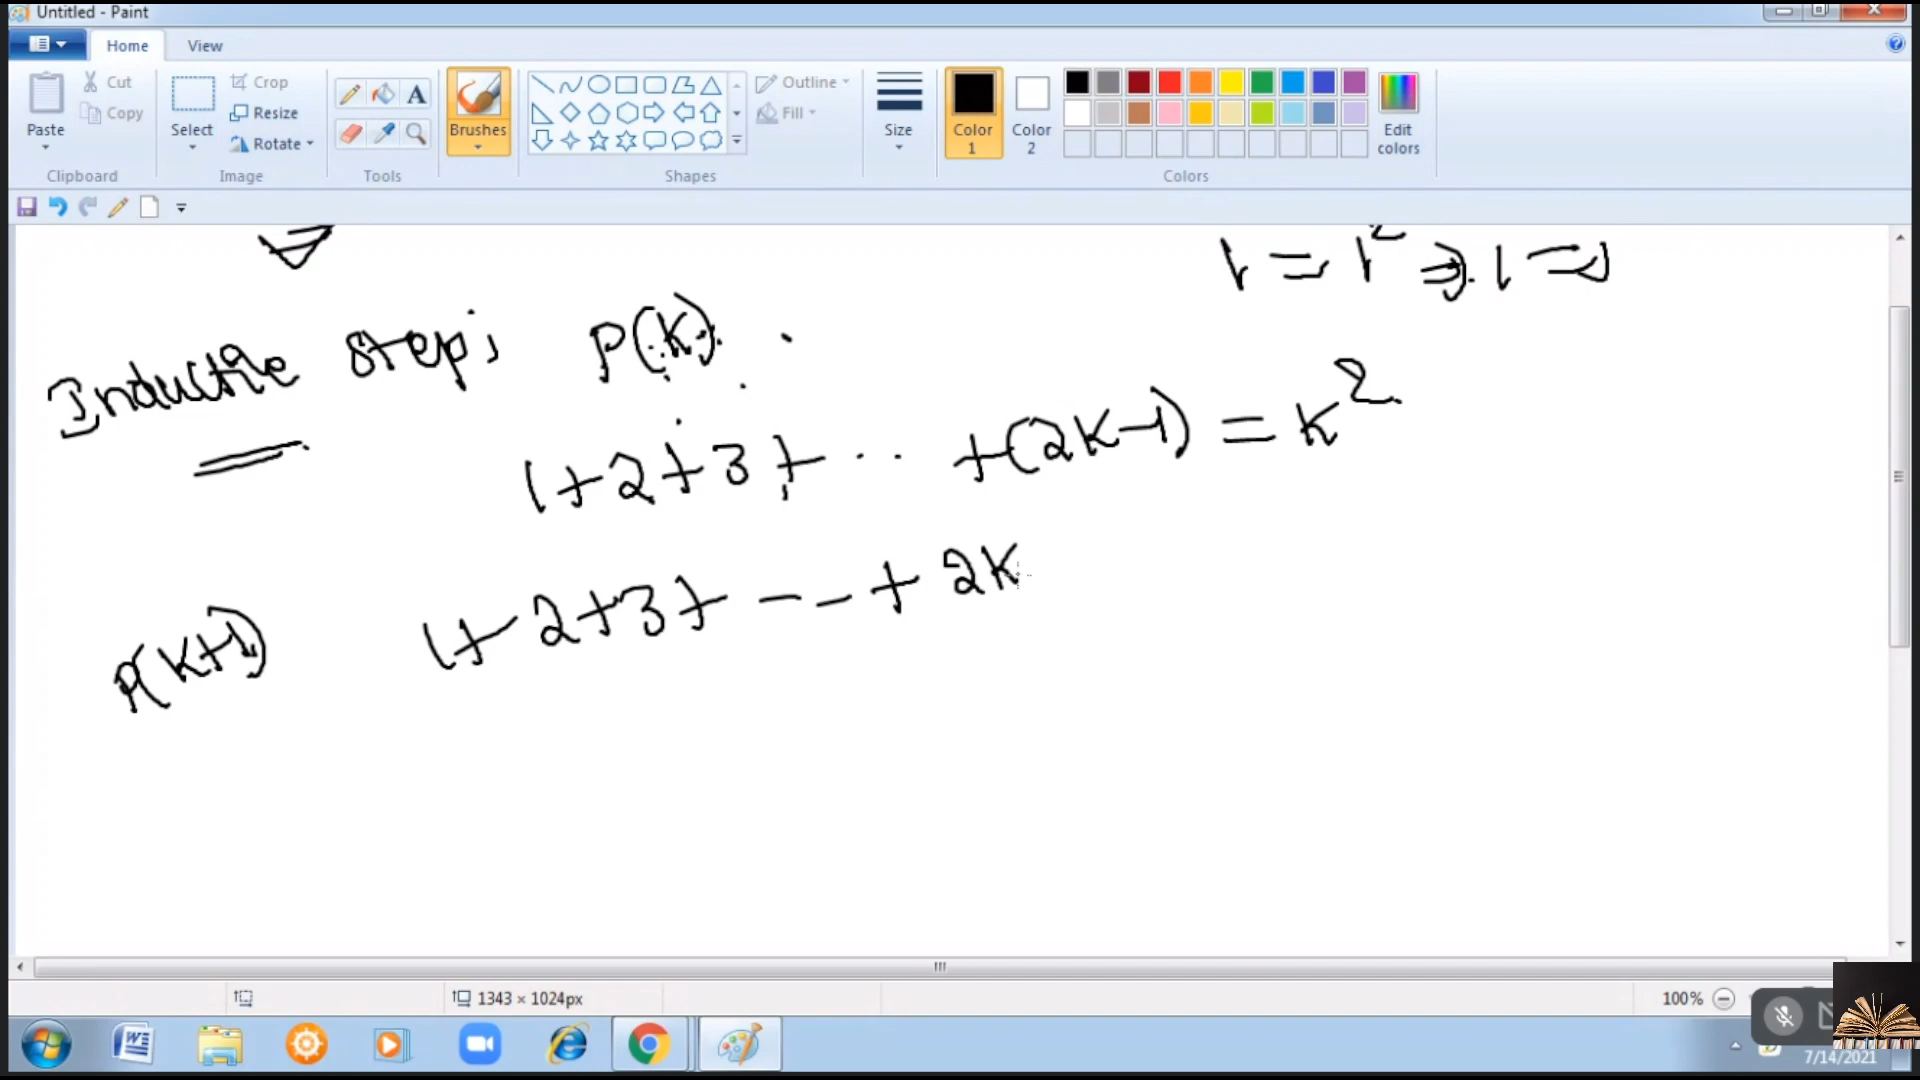 Untitled - Paint
Home View
Cut
Copy
Paste
Crop
Resize
Rotate
Select
Brushes
Outline
Fill
Size
Color 1
Color 2
Edit colors
Clipboard Image Tools Shapes Colors
1 = 1² ⇒ 1 =
Inductive step; P(K).
1+2+3+ .. +(2K-1) = K²
P(K+1) 1+2+3+ --- + 2K
1343 × 1024px
100%
7/14/2021